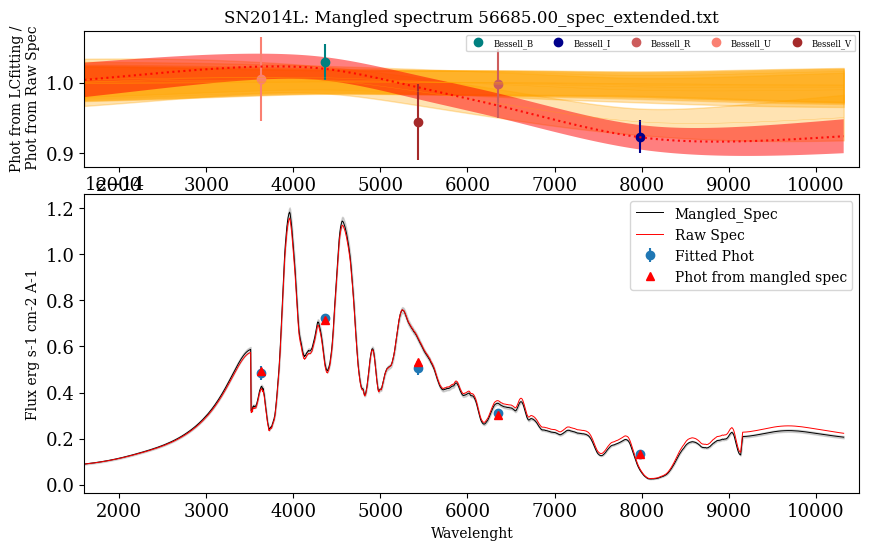 SN2014L: Mangled spectrum 56685.00_spec_extended.txt
Phot from LCfitting /
Phot from Raw Spec
Bessell_B Bessell_I Bessell_R Bessell_U Bessell_V
1.0
0.9
2000 3000 4000 5000 6000 7000 8000 9000 10000
1e−14
Flux erg s-1 cm-2 A-1
1.2
1.0
0.8
0.6
0.4
0.2
0.0
Mangled_Spec
Raw Spec
Fitted Phot
Phot from mangled spec
2000 3000 4000 5000 6000 7000 8000 9000 10000
Wavelenght